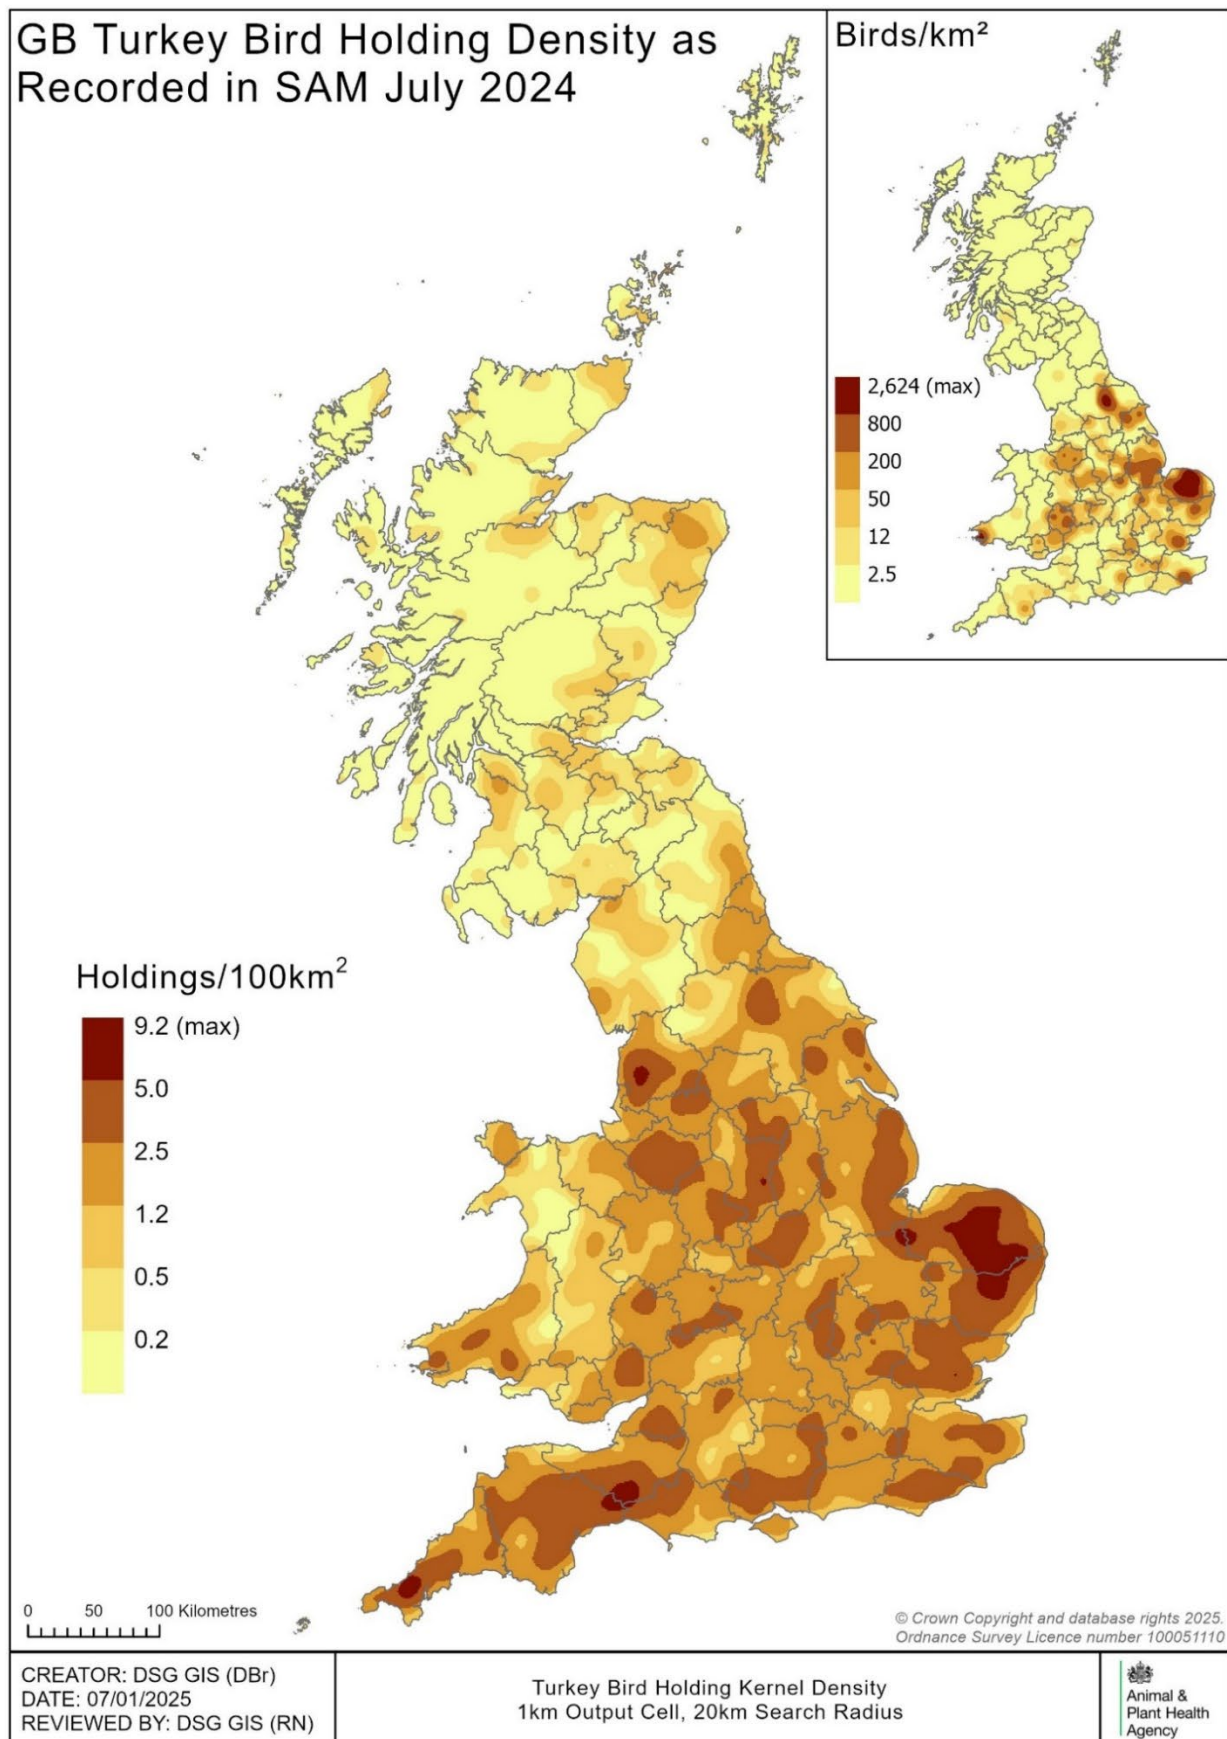 GB Turkey Bird Holding Density as
Recorded in SAM July 2024
Birds/km²
2,624 (max)
800
200
50
12
2.5
Holdings/100km²
9.2 (max)
5.0
2.5
1.2
0.5
0.2
0 50 100 Kilometres
© Crown Copyright and database rights 2025.
Ordnance Survey Licence number 100051110
CREATOR: DSG GIS (DBr)
DATE: 07/01/2025
REVIEWED BY: DSG GIS (RN)
Turkey Bird Holding Kernel Density
1km Output Cell, 20km Search Radius
Animal &
Plant Health
Agency